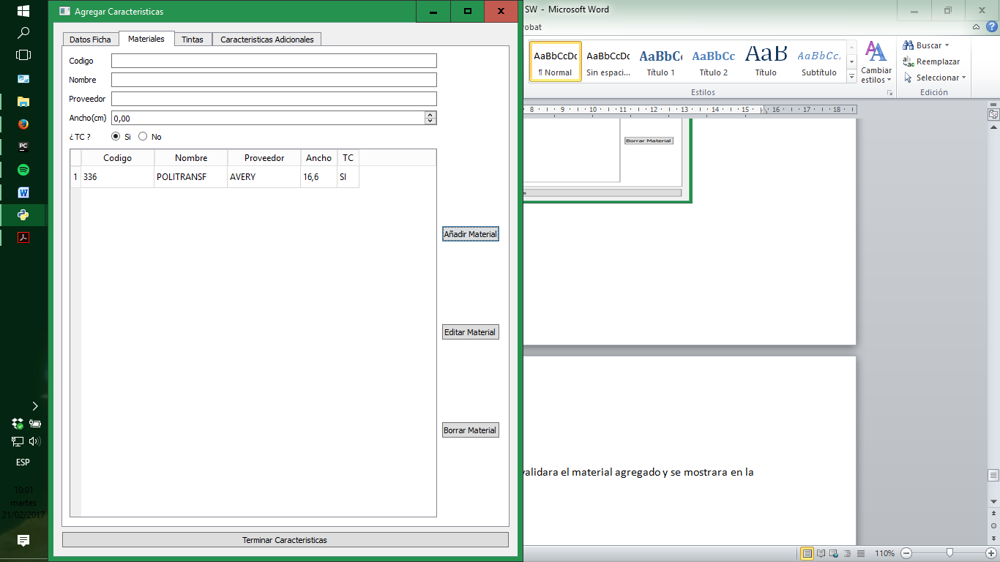 Agregar Caracteristicas
Datos Ficha
Materiales
Tintas
Caracteristicas Adicionales
Codigo
Nombre
Proveedor
Ancho(cm) 0,00
¿ TC ? Si No
Codigo Nombre Proveedor Ancho TC
1 336 POLITRANSF AVERY 16,6 SI
Añadir Material
Editar Material
Borrar Material
Terminar Caracteristicas
PC
W
ESP
10:01
martes
21/02/2017
SW - Microsoft Word
robat
AaBbCcDc AaBbCcDc AaBbCc AaBbCc AaB AaBbCc.
¶ Normal Sin espaci... Título 1 Título 2 Título Subtítulo
Cambiar
estilos
Estilos
Buscar
Reemplazar
Seleccionar
Edición
8 9 10 11 12 13 14 15 16 17 18
Borrar Material
validara el material agregado y se mostrara en la
110%